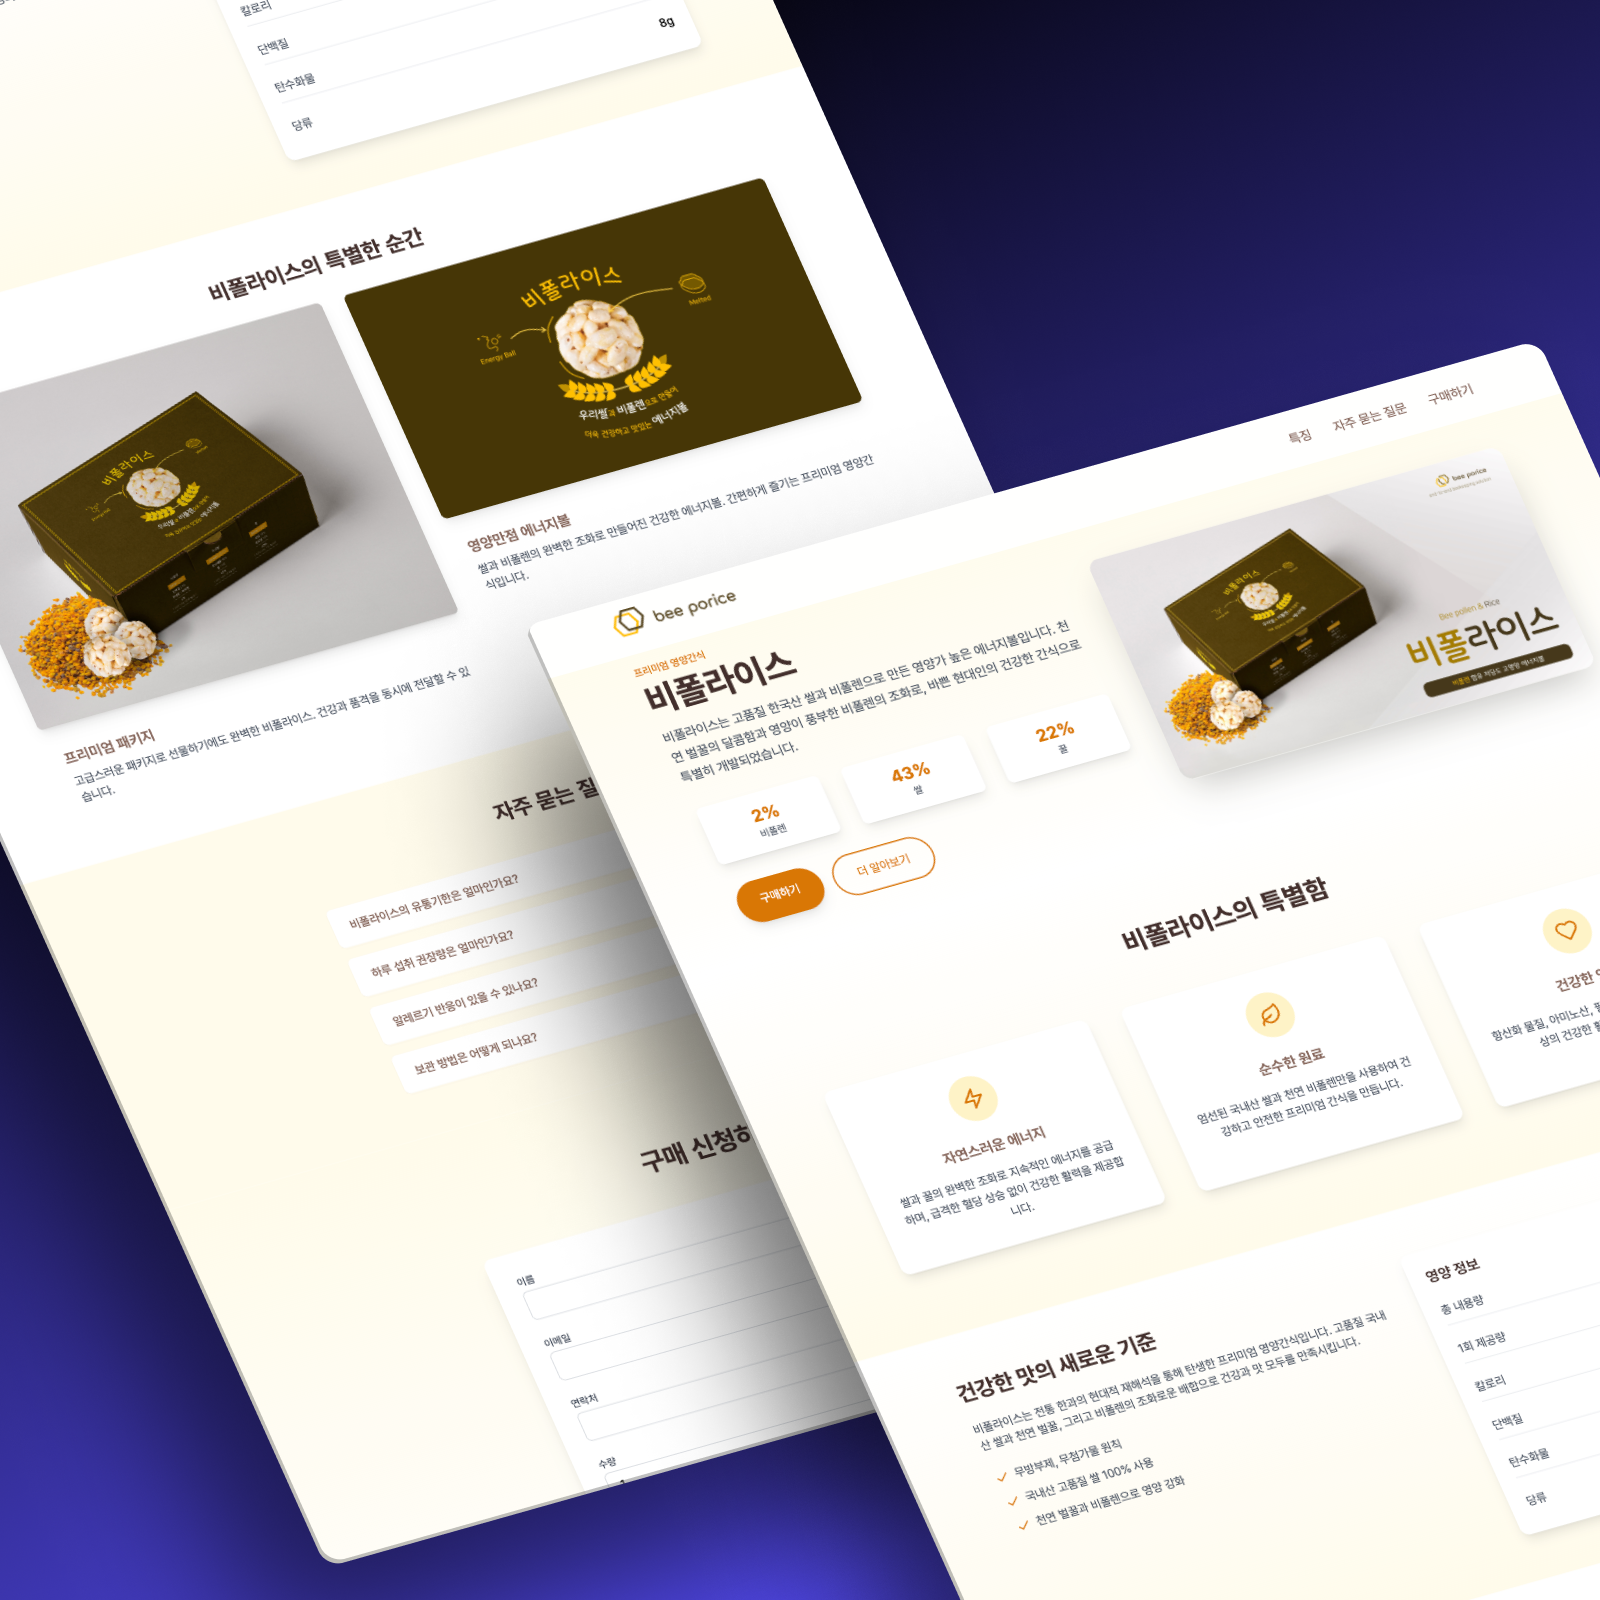 칼로리
단백질
탄수화물
8g
당류
비폴라이스의 특별한 순간
비폴라이스
Energy Ball
Melted
우리쌀과 비폴렌으로 만들어
더욱 건강하고 맛있는 에너지볼
비폴라이스
프리미엄 패키지
고급스러운 패키지로 선물하기에도 완벽한 비폴라이스. 건강과 품격을 동시에 전달할 수 있
습니다.
영양만점 에너지볼
쌀과 비폴렌의 완벽한 조화로 만들어진 건강한 에너지볼. 간편하게 즐기는 프리미엄 영양간
식입니다.
자주 묻는 질
비폴라이스의 유통기한은 얼마인가요?
하루 섭취 권장량은 얼마인가요?
알레르기 반응이 있을 수 있나요?
보관 방법은 어떻게 되나요?
구매 신청하
이름
이메일
연락처
수량
bee porice
특징
자주 묻는 질문
구매하기
프리미엄 영양간식
비폴라이스
비폴라이스는 고품질 한국산 쌀과 비폴렌으로 만든 영양가 높은 에너지볼입니다. 천
연 벌꿀의 달콤함과 영양이 풍부한 비폴렌의 조화로, 바쁜 현대인의 건강한 간식으로
특별히 개발되었습니다.
2%
비폴렌
43%
쌀
22%
꿀
구매하기
더 알아보기
bee porice
비폴라이스
Bee pollen & Rice
비폴라이스
비폴렌 함유 저당도 고영양 에너지볼
비폴라이스의 특별함
자연스러운 에너지
쌀과 꿀의 완벽한 조화로 지속적인 에너지를 공급
하며, 급격한 혈당 상승 없이 건강한 활력을 제공합
니다.
순수한 원료
엄선된 국내산 쌀과 천연 비폴렌만을 사용하여 건
강하고 안전한 프리미엄 간식을 만듭니다.
건강한
항산화 물질, 아미노산,
상의 건강한
건강한 맛의 새로운 기준
비폴라이스는 전통 한과의 현대적 재해석을 통해 탄생한 프리미엄 영양간식입니다. 고품질 국내
산 쌀과 천연 벌꿀, 그리고 비폴렌의 조화로운 배합으로 건강과 맛 모두를 만족시킵니다.
무방부제, 무첨가물 원칙
국내산 고품질 쌀 100% 사용
천연 벌꿀과 비폴렌으로 영양 강화
영양 정보
총 내용량
1회 제공량
칼로리
단백질
탄수화물
당류